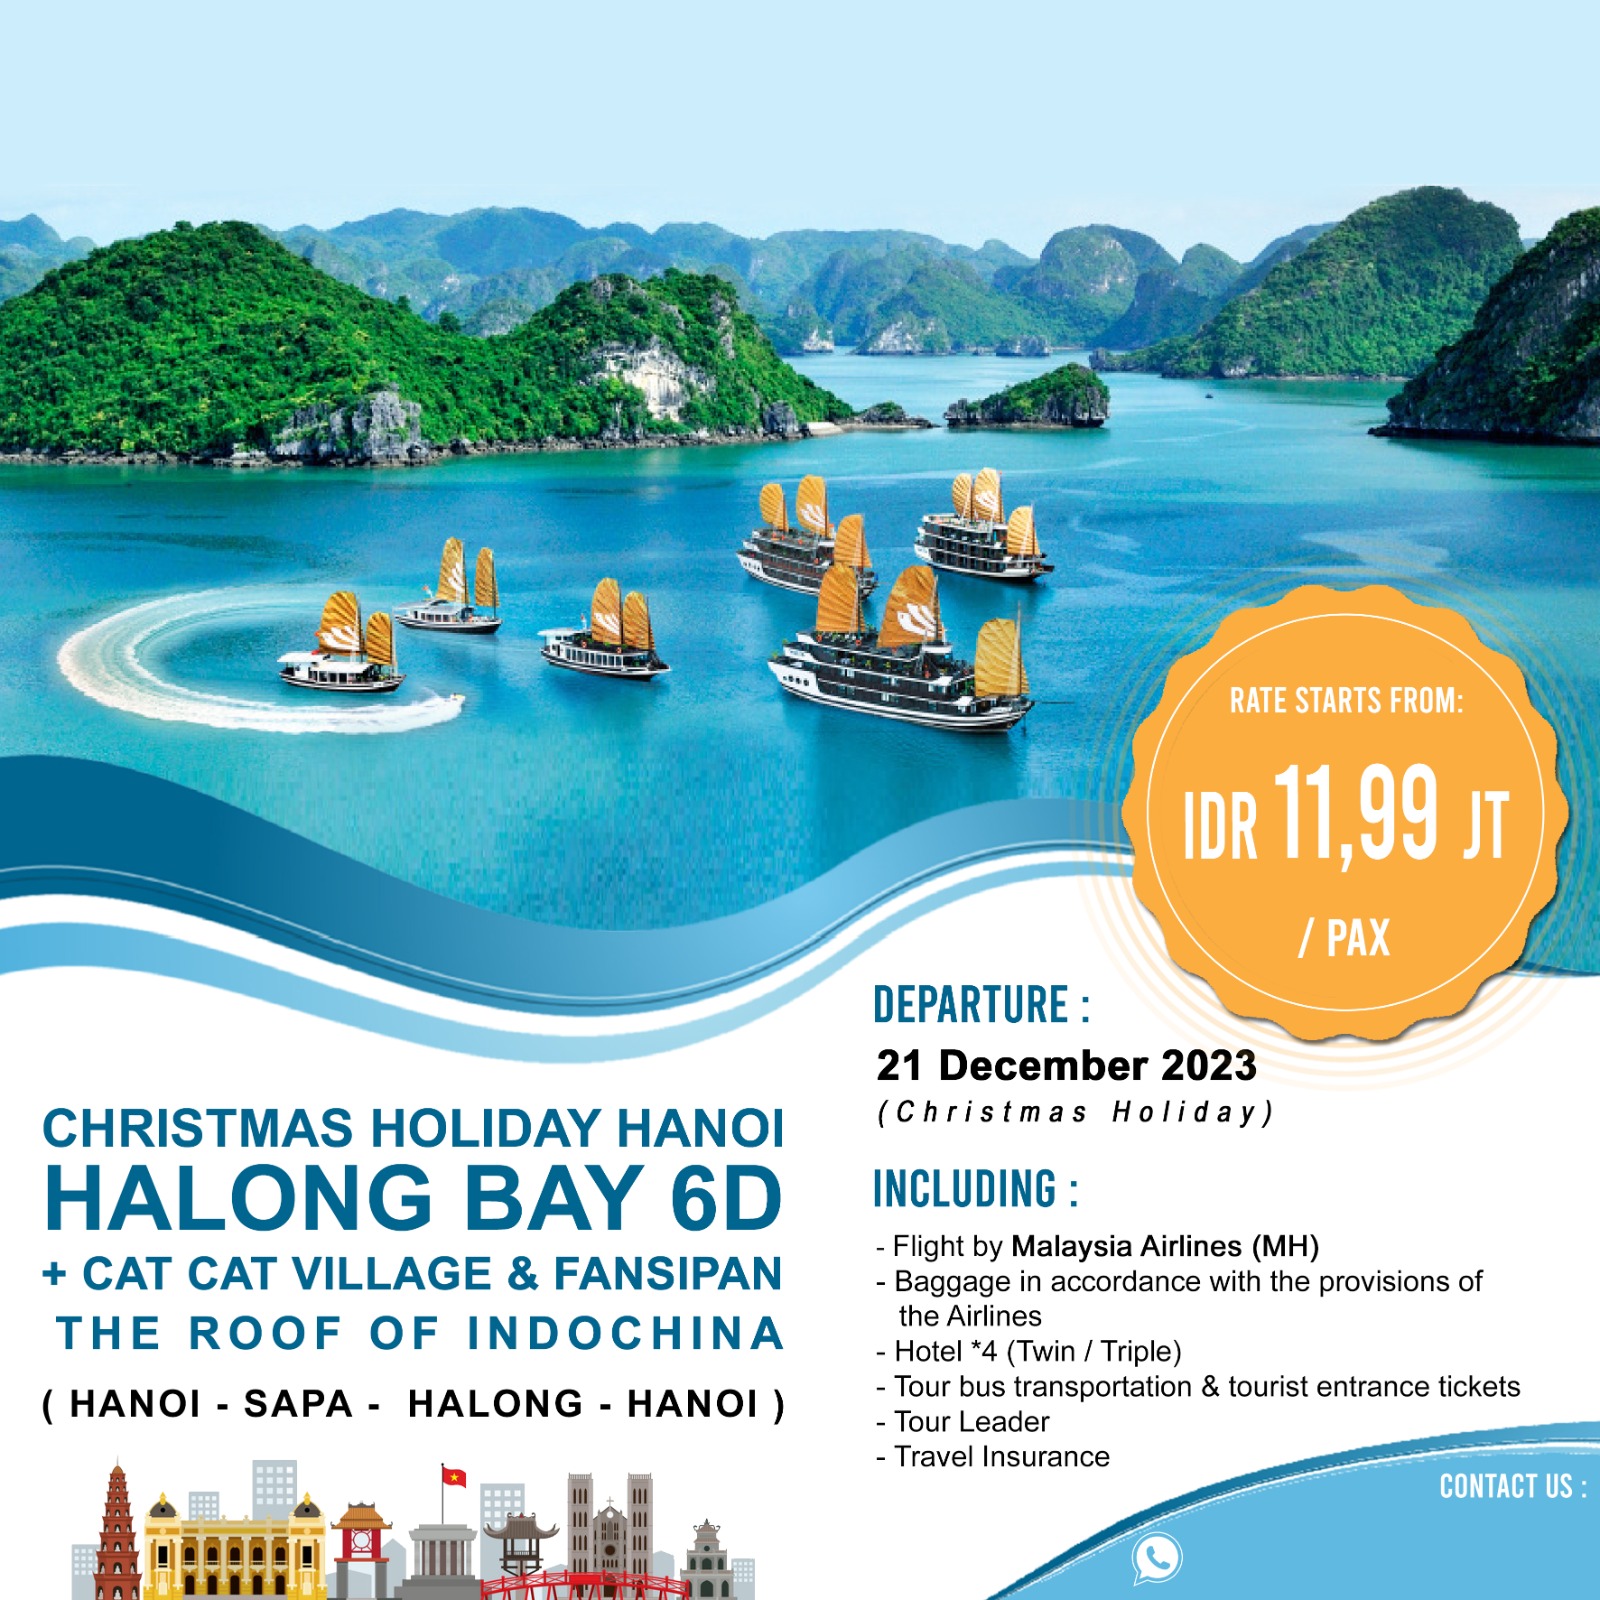 RATE STARTS FROM:
IDR 11,99 JT
/ PAX
DEPARTURE :
21 December 2023
(Christmas Holiday)
CHRISTMAS HOLIDAY HANOI
HALONG BAY 6D
+ CAT CAT VILLAGE & FANSIPAN
THE ROOF OF INDOCHINA
( HANOI - SAPA - HALONG - HANOI )
INCLUDING :
- Flight by Malaysia Airlines (MH)
- Baggage in accordance with the provisions of
the Airlines
- Hotel *4 (Twin / Triple)
- Tour bus transportation & tourist entrance tickets
- Tour Leader
- Travel Insurance
CONTACT US :